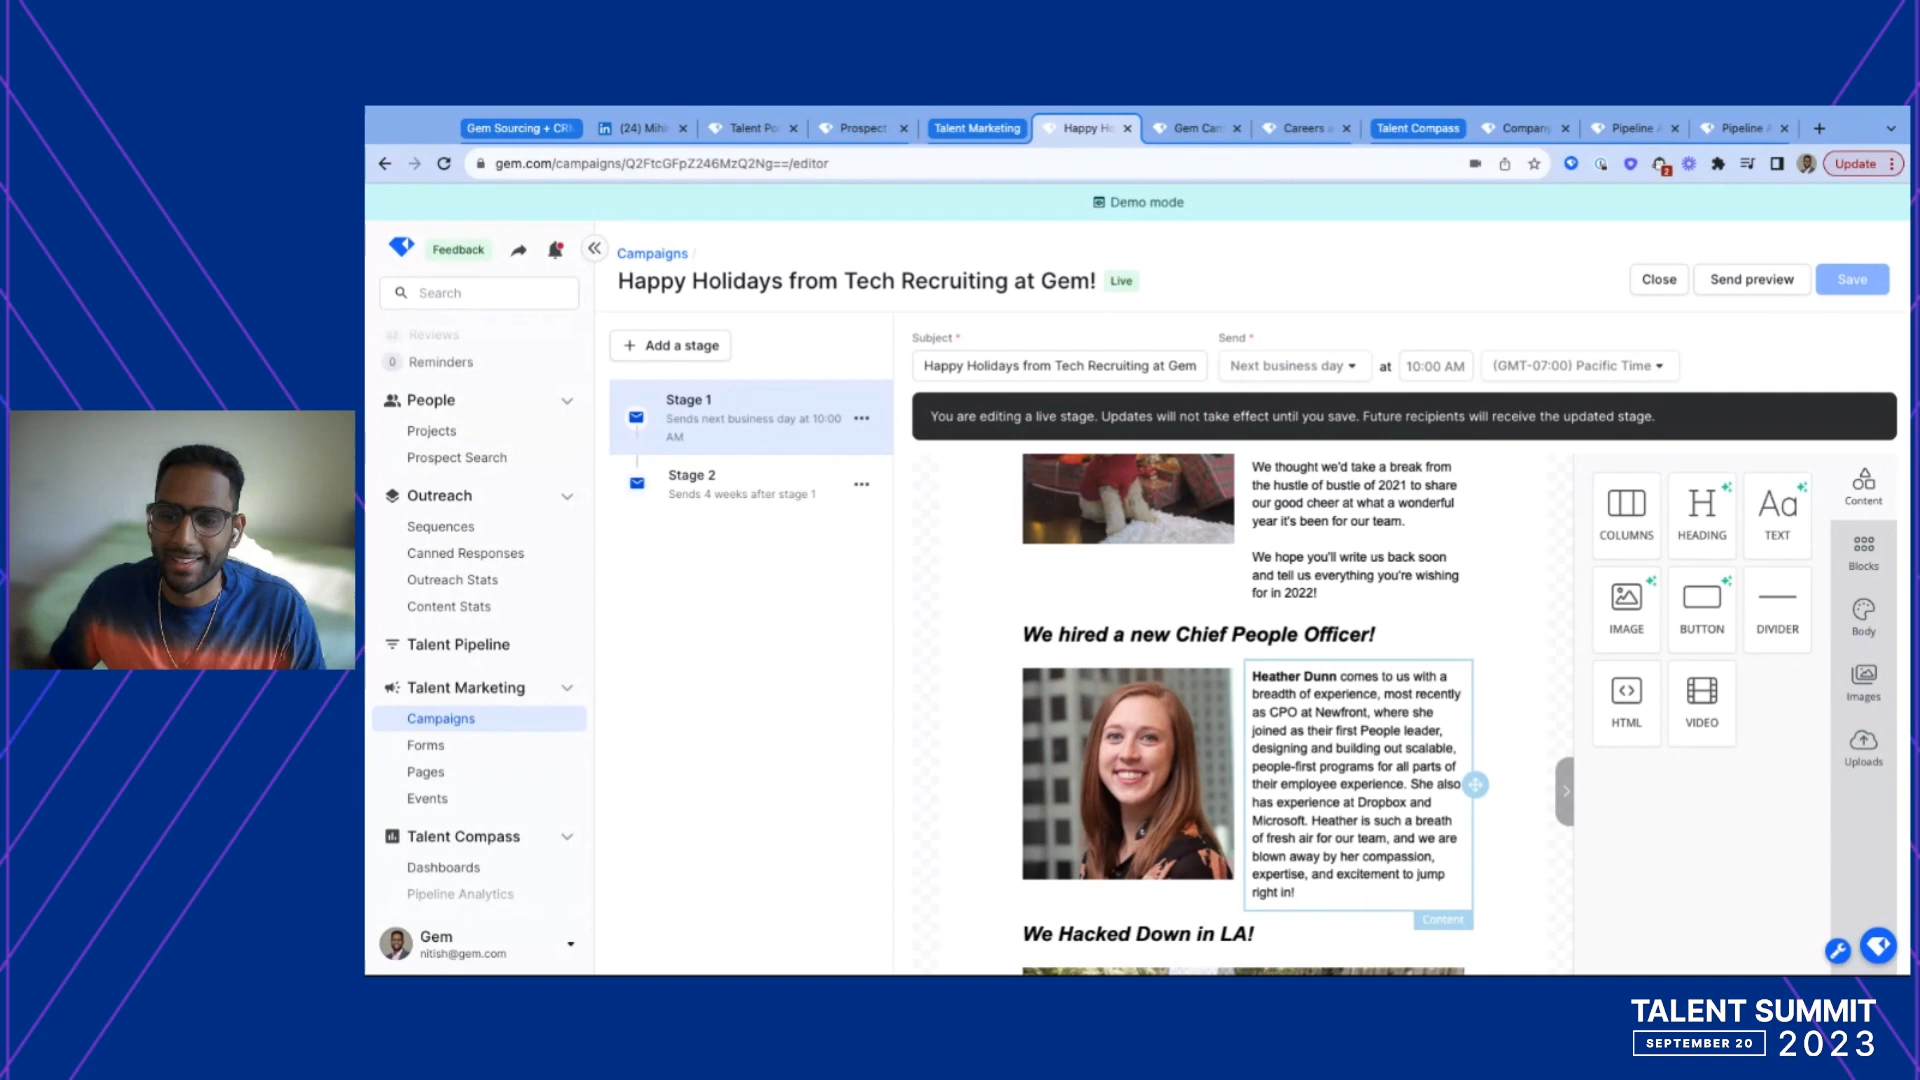 Gem Sourcing + CR
(24) Mihi
Talent Po
Prospect
Talent Marketing
Happy Ho
Gem Cam
Careers
Talent Compass
Company
Pipeline
Pipeline
gem.com/campaigns/Q2FtcGFpZ246MzQ2Ng==/editor
2
Update
Demo mode
Feedback
Search
Reviews
0 Reminders
People
Projects
Prospect Search
Outreach
Sequences
Canned Responses
Outreach Stats
Content Stats
Talent Pipeline
Talent Marketing
Campaigns
Forms
Pages
Events
Talent Compass
Dashboards
Pipeline Analytics
Gem
nitish@gem.com
Campaigns /
Happy Holidays from Tech Recruiting at Gem! Live
Close
Send preview
Save
+ Add a stage
Stage 1
Sends next business day at 10:00
AM
Stage 2
Sends 4 weeks after stage 1
Subject *
Happy Holidays from Tech Recruiting at Gem
Send *
Next business day at 10:00 AM (GMT-07:00) Pacific Time
You are editing a live stage. Updates will not take effect until you save. Future recipients will receive the updated stage.
We thought we'd take a break from
the hustle of bustle of 2021 to share
our good cheer at what a wonderful
year it's been for our team.
We hope you'll write us back soon
and tell us everything you're wishing
for in 2022!
We hired a new Chief People Officer!
Heather Dunn comes to us with a
breadth of experience, most recently
as CPO at Newfront, where she
joined as their first People leader,
designing and building out scalable,
people-first programs for all parts of
their employee experience. She also
has experience at Dropbox and
Microsoft. Heather is such a breath
of fresh air for our team, and we are
blown away by her compassion,
expertise, and excitement to jump
right in!
Content
We Hacked Down in LA!
COLUMNS
HEADING
TEXT
IMAGE
BUTTON
DIVIDER
HTML
VIDEO
Content
Blocks
Body
Images
Uploads
TALENT SUMMIT
SEPTEMBER 20 2023